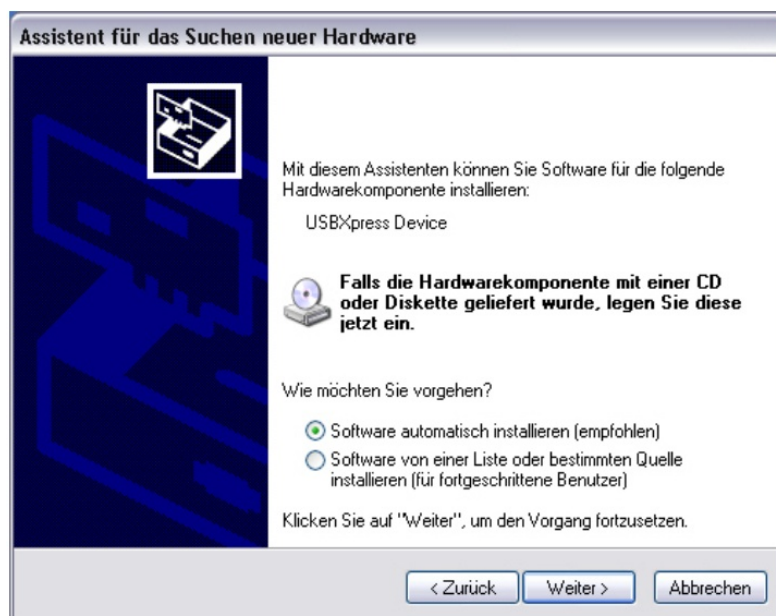 Assistent für das Suchen neuer Hardware
Mit diesem Assistenten können Sie Software für die folgende
Hardwarekomponente installieren:
USBXpress Device
Falls die Hardwarekomponente mit einer CD
oder Diskette geliefert wurde, legen Sie diese
jetzt ein.
Wie möchten Sie vorgehen?
Software automatisch installieren (empfohlen)
Software von einer Liste oder bestimmten Quelle
installieren (für fortgeschrittene Benutzer)
Klicken Sie auf "Weiter", um den Vorgang fortzusetzen.
< Zurück Weiter > Abbrechen